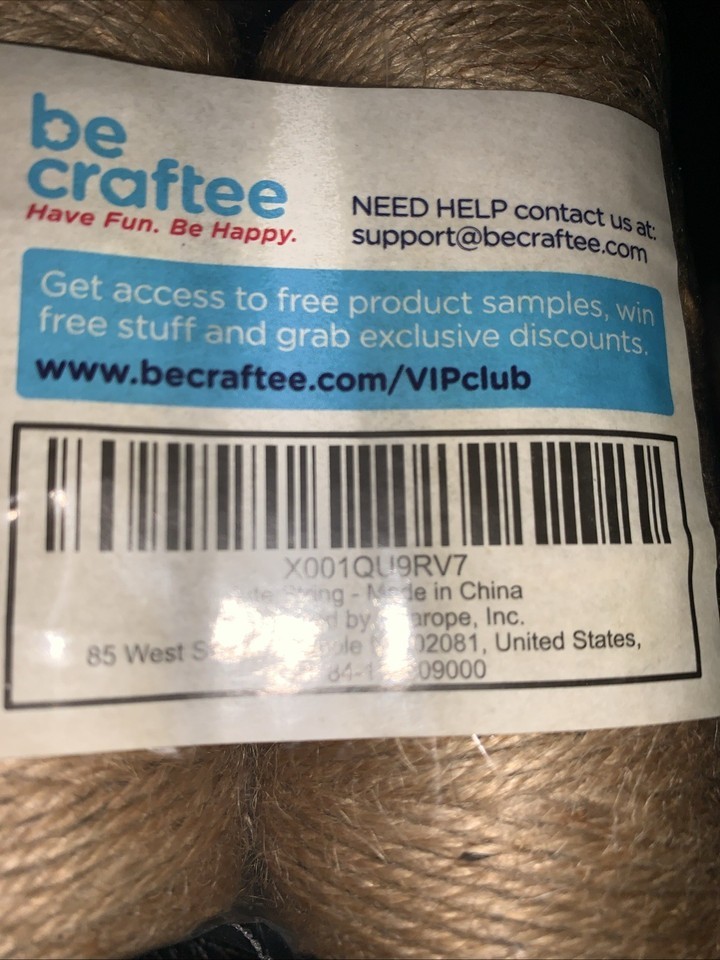 be
craftee
Have Fun. Be Happy.
NEED HELP contact us at:
support@becraftee.com
Get access to free product samples, win
free stuff and grab exclusive discounts.
www.becraftee.com/VIPclub
X001QU9RV7
Made in China
by Inc.
85 West 02081, United States,
09000